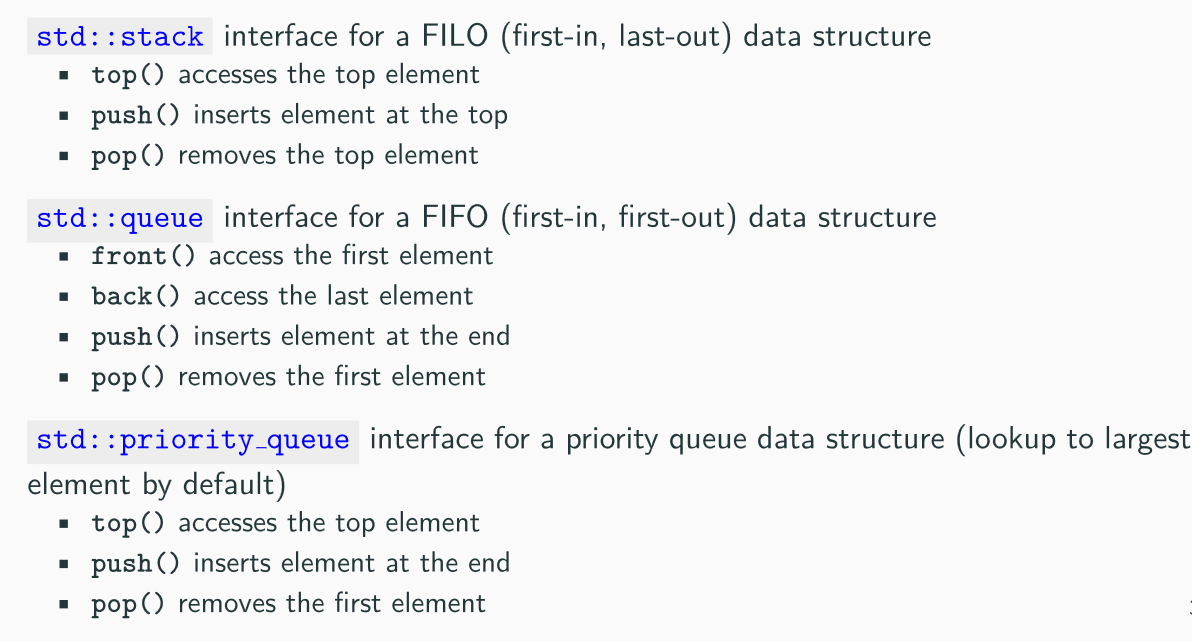 std::stack interface for a FILO (first-in, last-out) data structure
▪ top() accesses the top element
▪ push() inserts element at the top
▪ pop() removes the top element
std::queue interface for a FIFO (first-in, first-out) data structure
▪ front() access the first element
▪ back() access the last element
▪ push() inserts element at the end
▪ pop() removes the first element
std::priority_queue interface for a priority queue data structure (lookup to largest
element by default)
▪ top() accesses the top element
▪ push() inserts element at the end
▪ pop() removes the first element